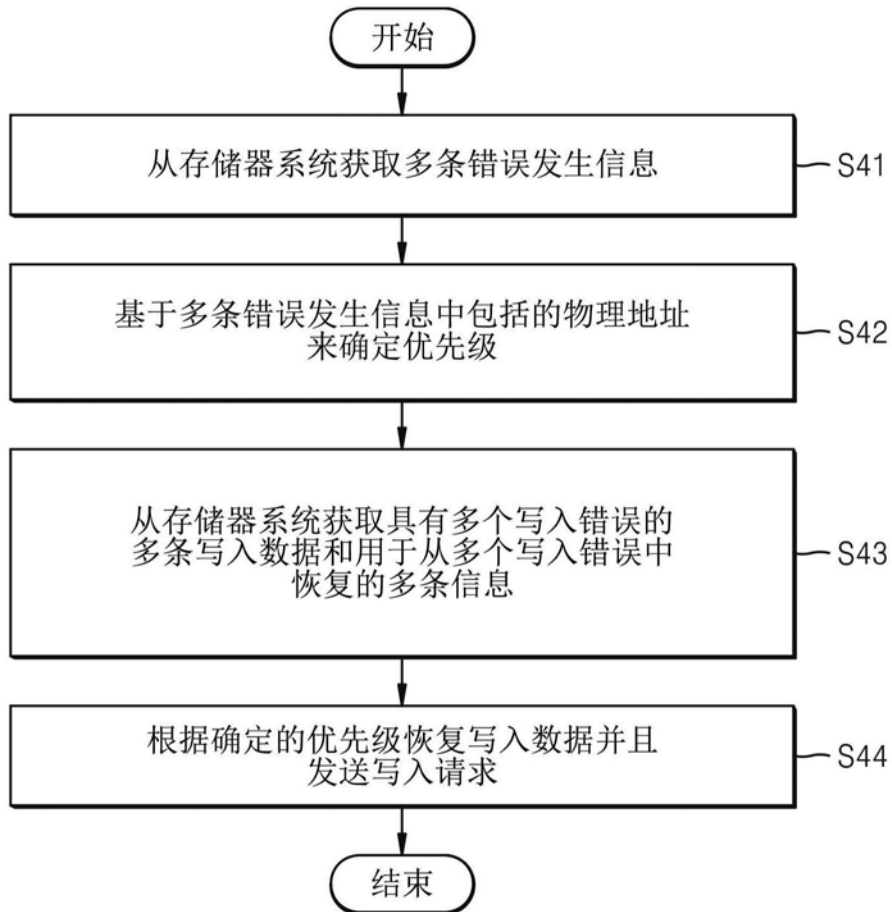 开始
从存储器系统获取多条错误发生信息
S41
基于多条错误发生信息中包括的物理地址
来确定优先级
S42
从存储器系统获取具有多个写入错误的
多条写入数据和用于从多个写入错误中
恢复的多条信息
S43
根据确定的优先级恢复写入数据并且
发送写入请求
S44
结束